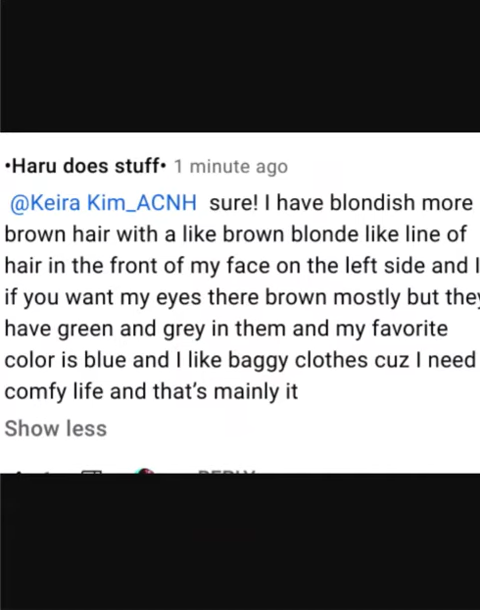 •Haru does stuff• 1 minute ago
@Keira Kim_ACNH sure! I have blondish more
brown hair with a like brown blonde like line of
hair in the front of my face on the left side and I
if you want my eyes there brown mostly but they
have green and grey in them and my favorite
color is blue and I like baggy clothes cuz I need
comfy life and that's mainly it
Show less
REPLY